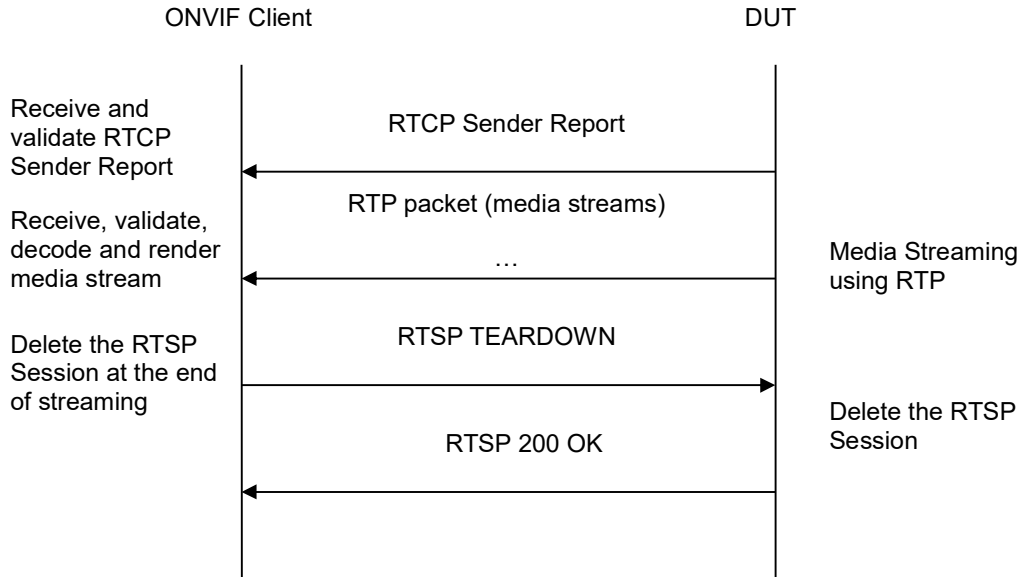 ONVIF Client
DUT
Receive and
validate RTCP
Sender Report
RTCP Sender Report
RTP packet (media streams)
Receive, validate,
decode and render
media stream
…
Media Streaming
using RTP
RTSP TEARDOWN
Delete the RTSP
Session at the end
of streaming
Delete the RTSP
Session
RTSP 200 OK